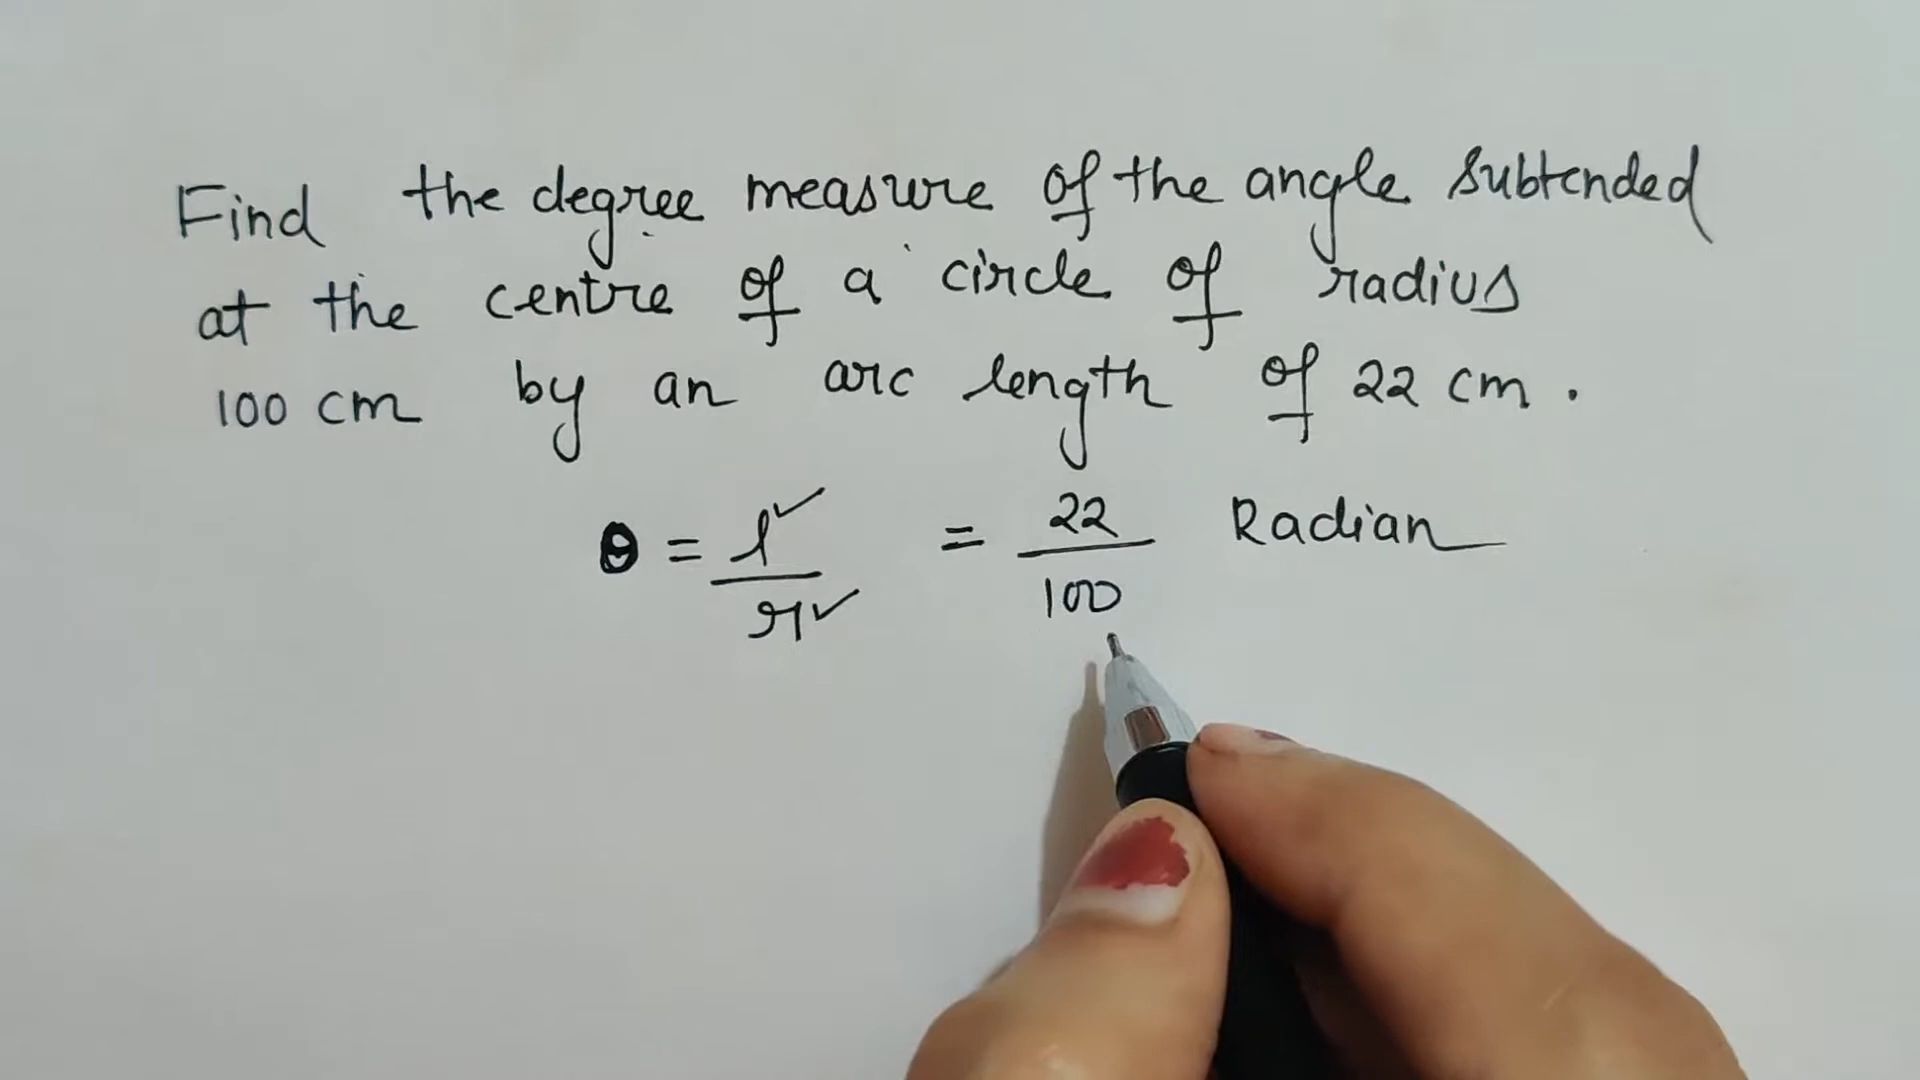 Find the degree measure of the angle subtended
at the centre of a circle of radius
100 cm by an arc length of 22 cm.
θ = l/r = 22/100 Radian